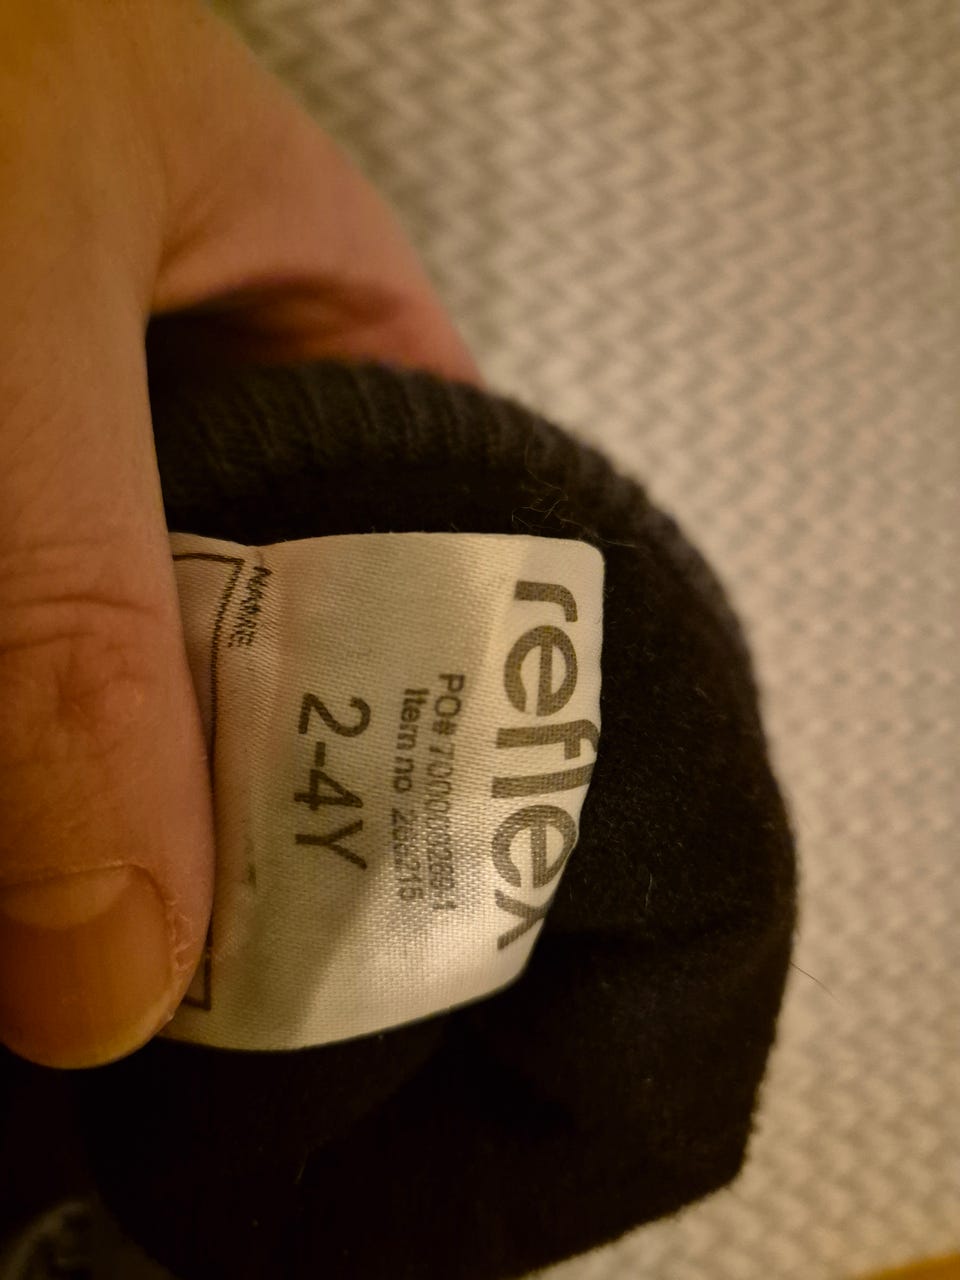 reflex
PO#
Item no
2-4Y
NAME: